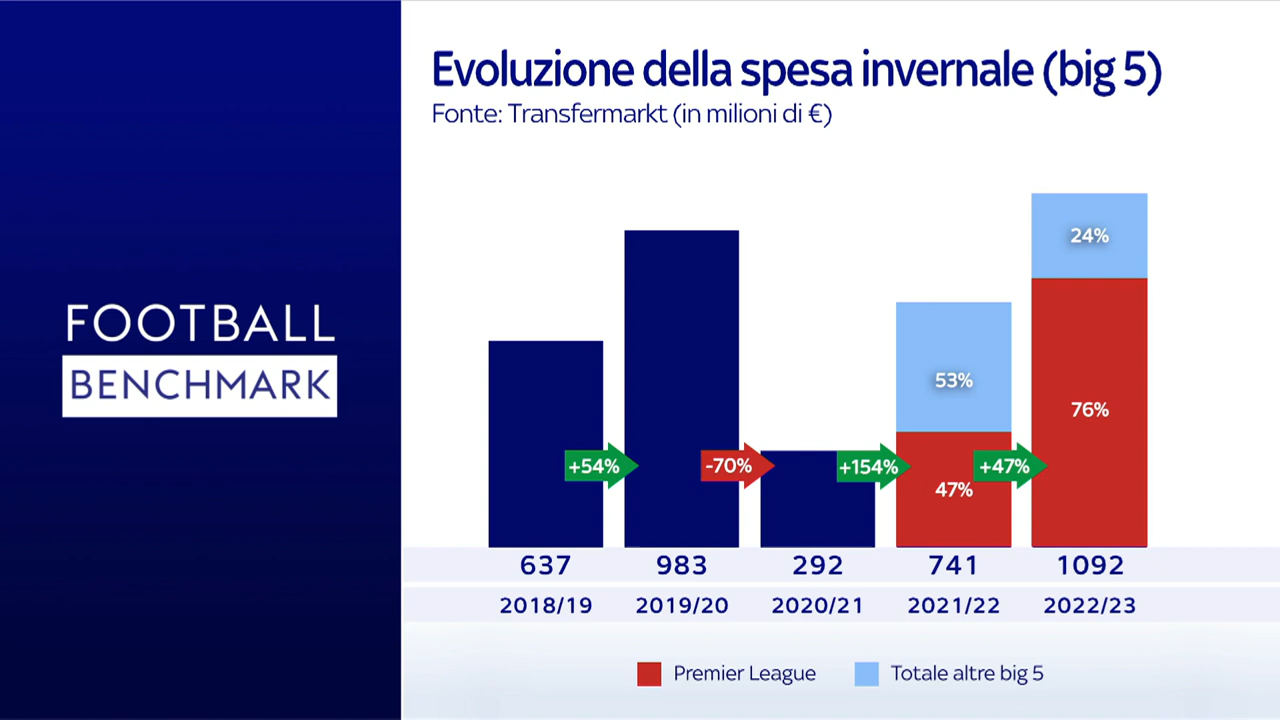 FOOTBALL
BENCHMARK
Evoluzione della spesa invernale (big 5)
Fonte: Transfermarkt (in milioni di €)
24%
53%
76%
+54%
-70%
+154%
+47%
47%
637 983 292 741 1092
2018/19 2019/20 2020/21 2021/22 2022/23
Premier League Totale altre big 5